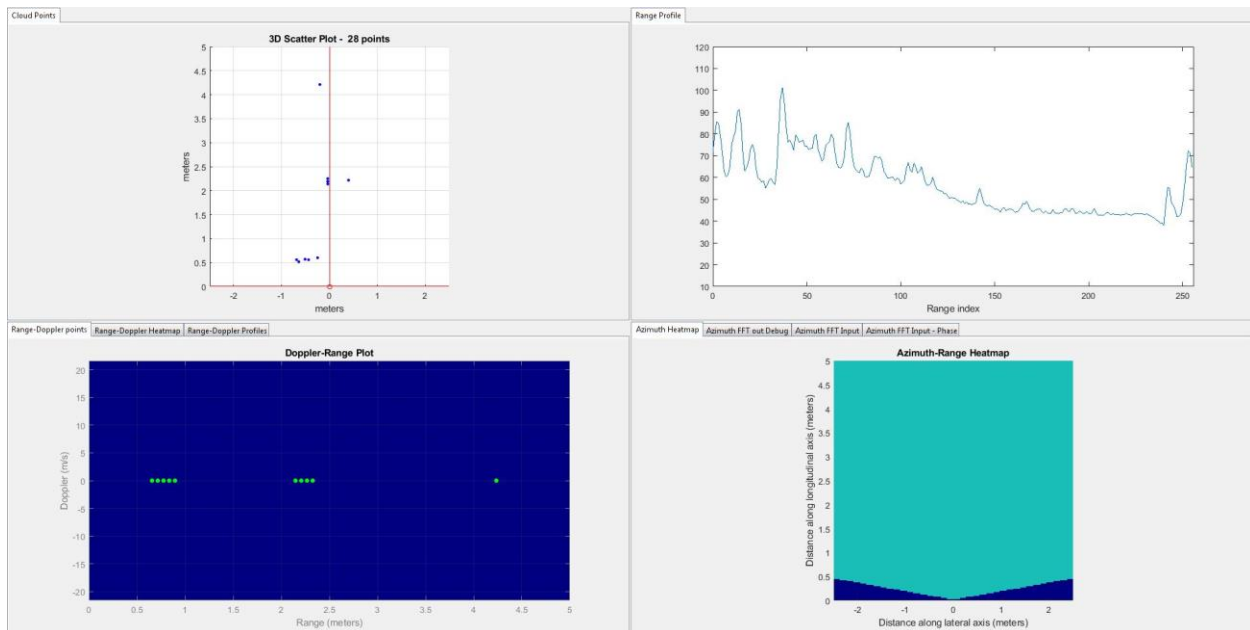 Cloud Points
3D Scatter Plot - 28 points
5
4.5
4
3.5
3
2.5
2
1.5
1
0.5
0
meters
-2 -1 0 1 2
meters
Range Profile
120
110
100
90
80
70
60
50
40
30
20
10
0 50 100 150 200 250
Range index
Range-Doppler points Range-Doppler Heatmap Range-Doppler Profiles
Doppler-Range Plot
20
15
10
5
0
-5
-10
-15
-20
Doppler (m/s)
0 0.5 1 1.5 2 2.5 3 3.5 4 4.5 5
Range (meters)
Azimuth Heatmap Azimuth FFT out Debug Azimuth FFT Input Azimuth FFT Input - Phase
Azimuth-Range Heatmap
5
4.5
4
3.5
3
2.5
2
1.5
1
0.5
0
Distance along longitudinal axis (meters)
-2 -1 0 1 2
Distance along lateral axis (meters)